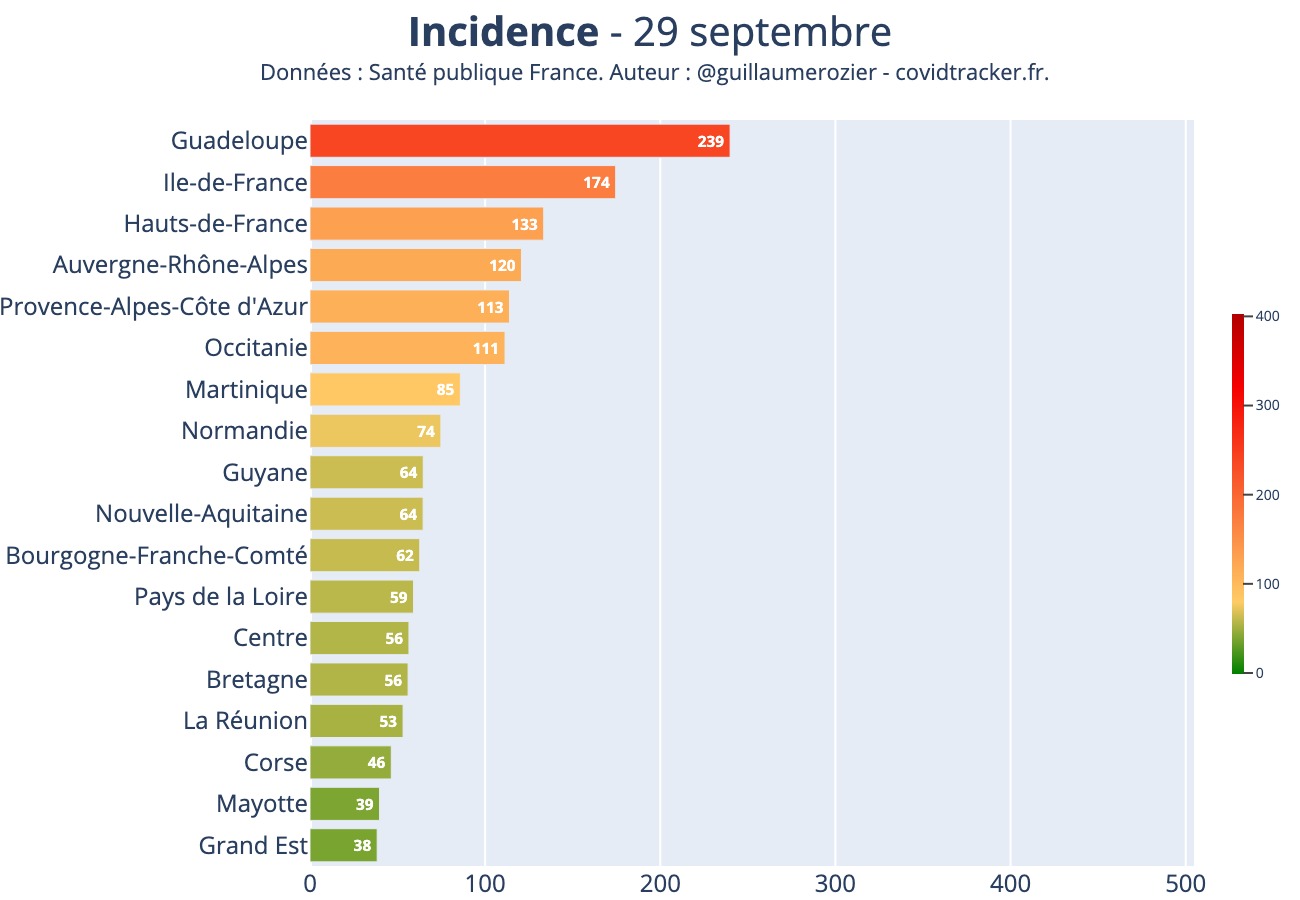 Incidence - 29 septembre
Données : Santé publique France. Auteur : @guillaumerozier - covidtracker.fr.
Guadeloupe 239
Ile-de-France 174
Hauts-de-France 133
Auvergne-Rhône-Alpes 120
Provence-Alpes-Côte d'Azur 113
Occitanie 111
Martinique 85
Normandie 74
Guyane 64
Nouvelle-Aquitaine 64
Bourgogne-Franche-Comté 62
Pays de la Loire 59
Centre 56
Bretagne 56
La Réunion 53
Corse 46
Mayotte 39
Grand Est 38
0 100 200 300 400 500
400
300
200
100
0